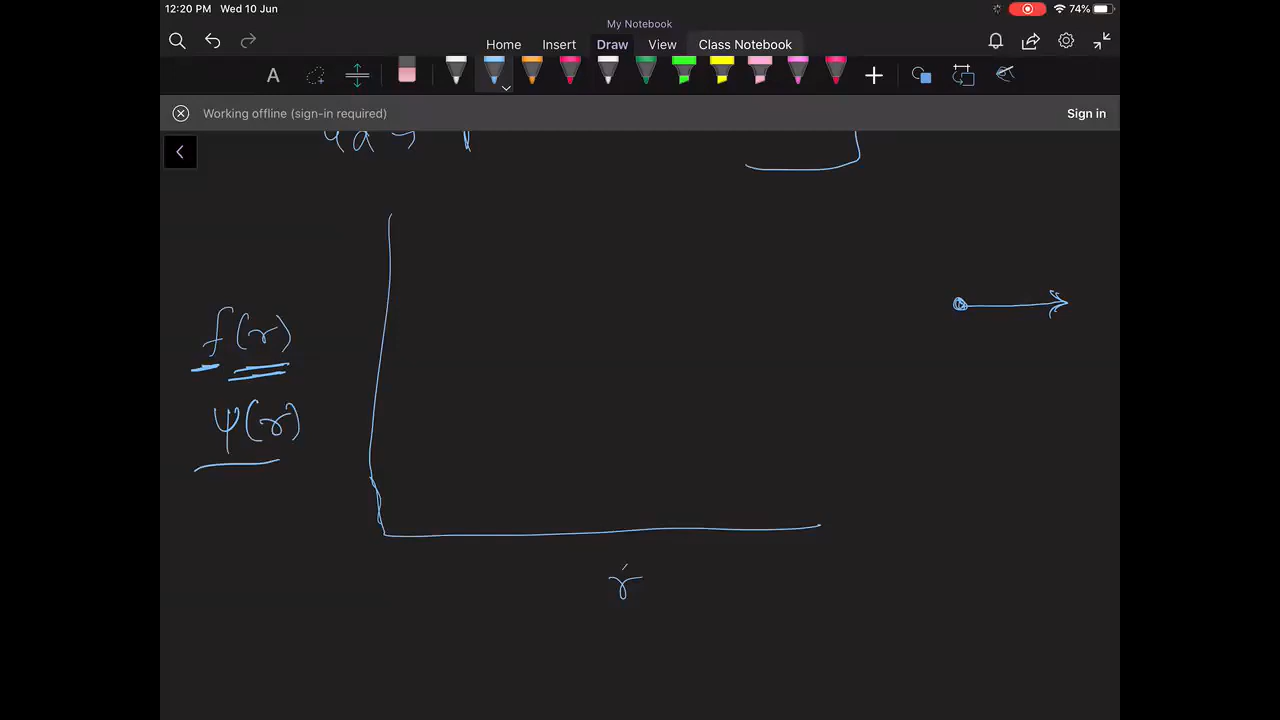 12:20 PM Wed 10 Jun
74%
My Notebook
Home Insert Draw View Class Notebook
A
Working offline (sign-in required) Sign in
f(r)
ψ(r)
r